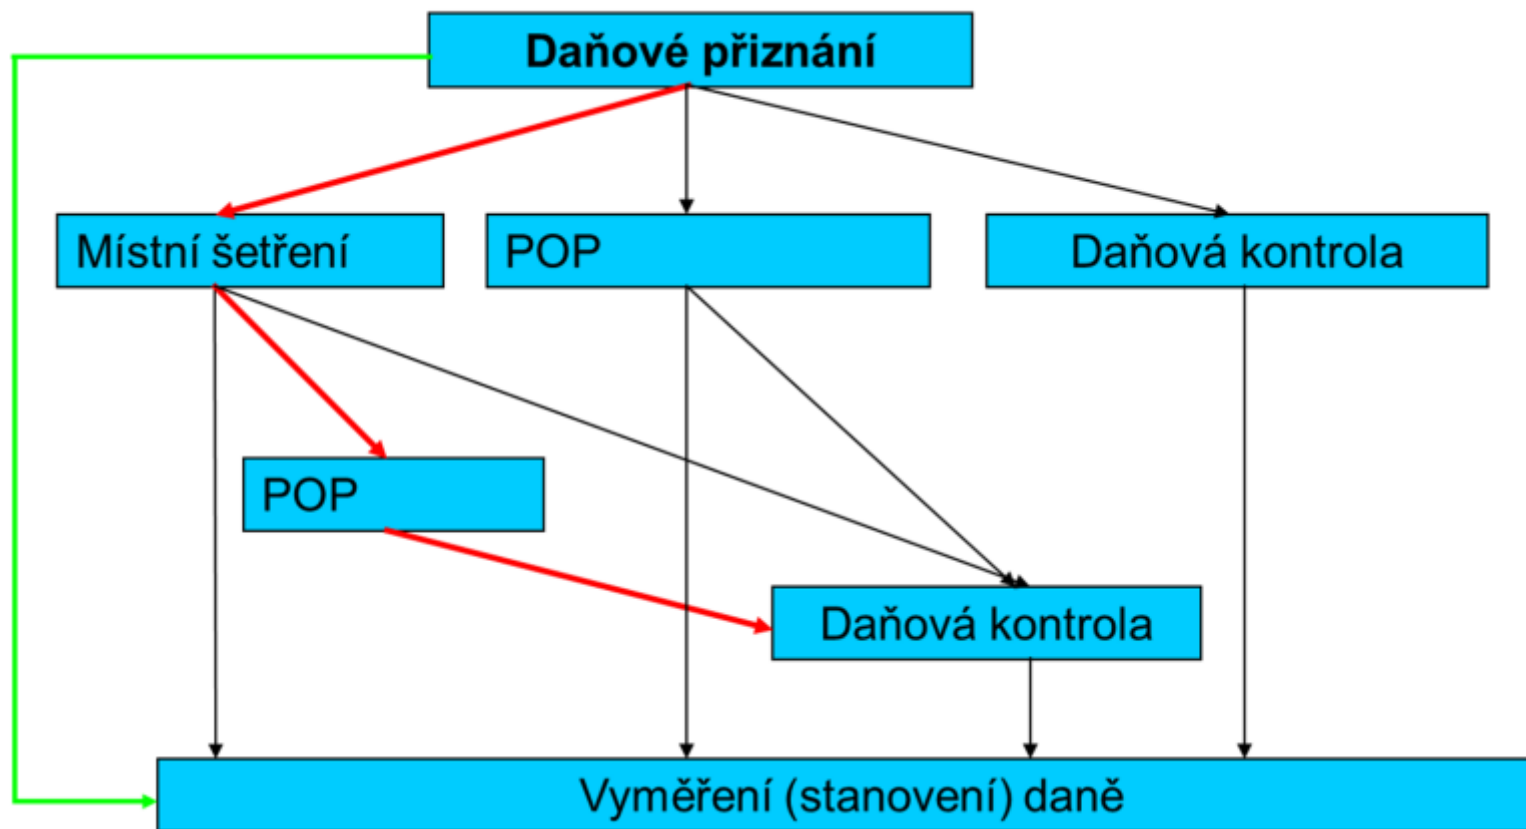 Daňové přiznání
Místní šetření
POP
Daňová kontrola
POP
Daňová kontrola
Vyměření (stanovení) daně